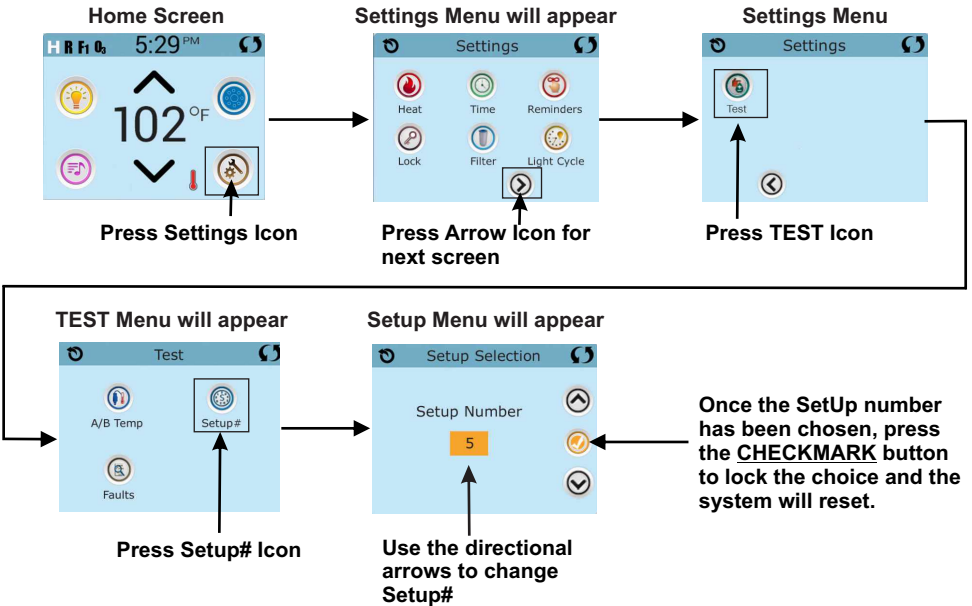 Home Screen
H R F1 O3 5:29 PM
102 °F
Press Settings Icon
Settings Menu will appear
Settings
Heat Time Reminders
Lock Filter Light Cycle
Press Arrow Icon for
next screen
Settings Menu
Settings
Test
Press TEST Icon
TEST Menu will appear
Test
A/B Temp Setup#
Faults
Press Setup# Icon
Setup Menu will appear
Setup Selection
Setup Number
5
Use the directional
arrows to change
Setup#
Once the SetUp number
has been chosen, press
the CHECKMARK button
to lock the choice and the
system will reset.